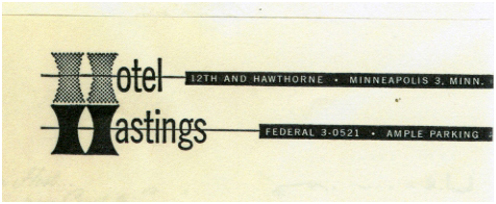 Hotel
12TH AND HAWTHORNE • MINNEAPOLIS 3, MINN.
Hastings
FEDERAL 3-0521 • AMPLE PARKING